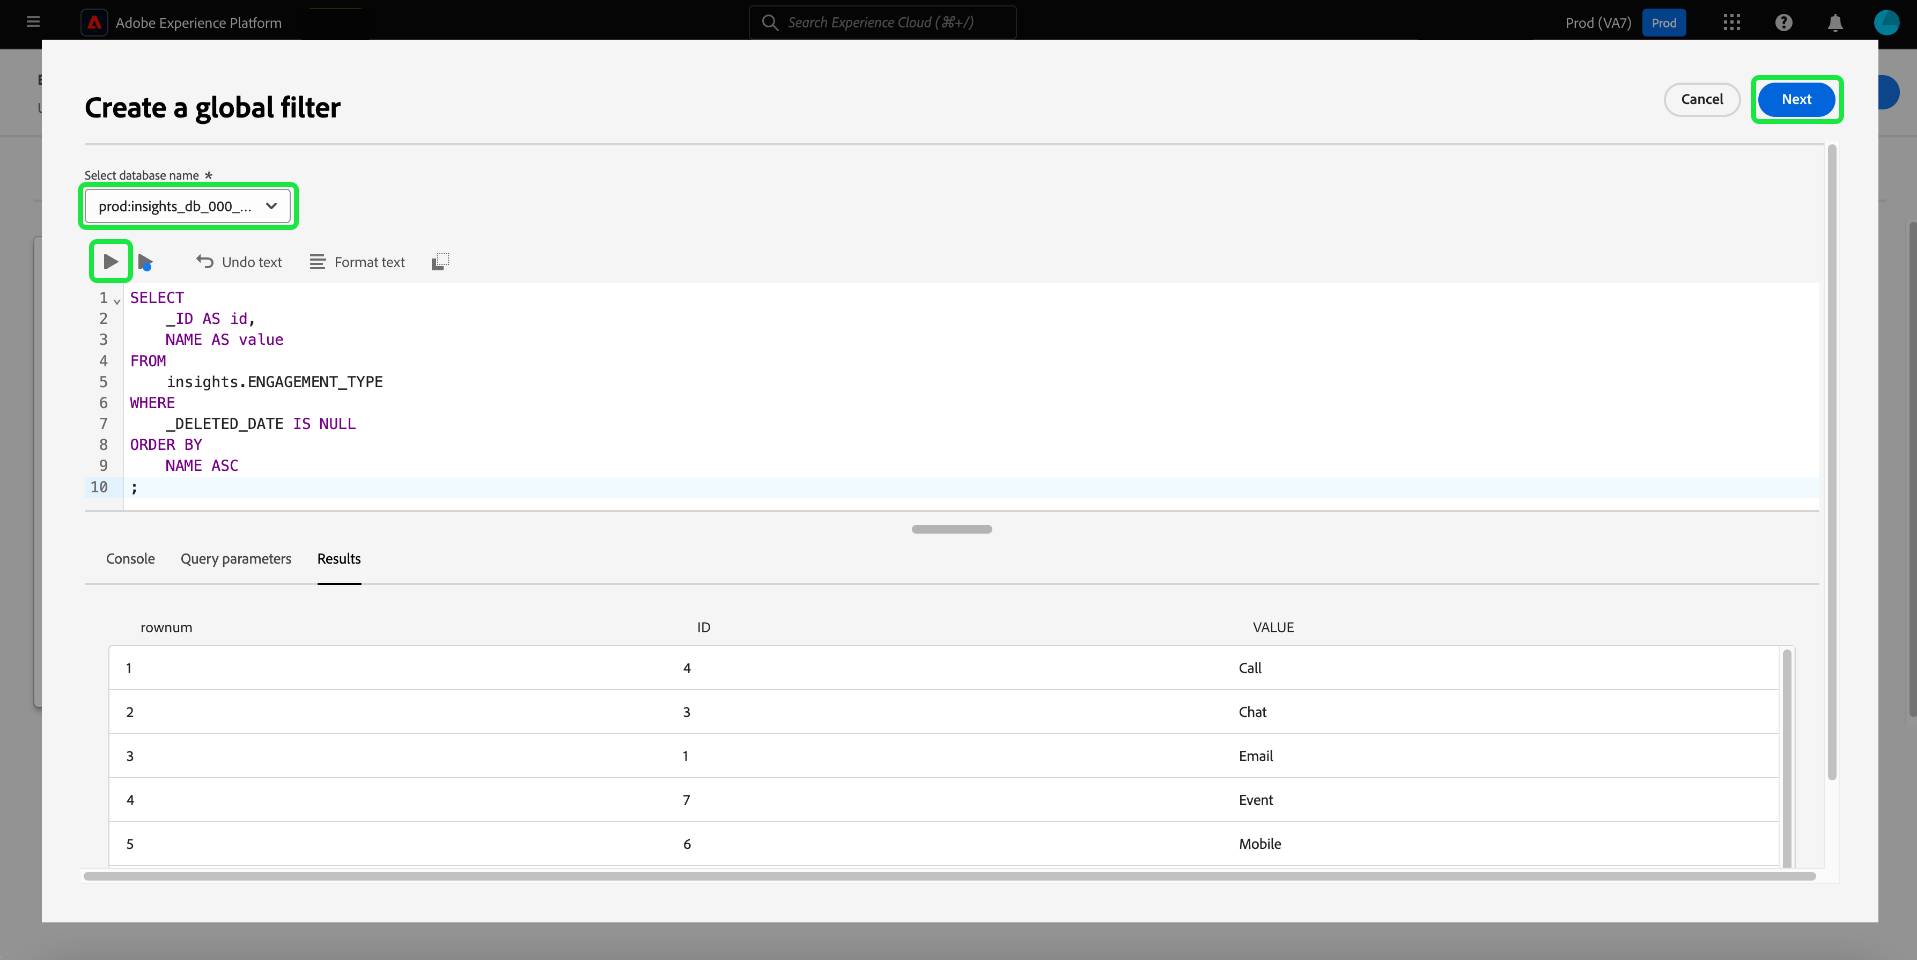 Adobe Experience Platform
Search Experience Cloud (⌘+/)
Prod (VA7)
Prod
Create a global filter
Cancel
Next
Select database name *
prod:insights_db_000_...
Undo text
Format text
1 SELECT
2 _ID AS id,
3 NAME AS value
4 FROM
5 insights.ENGAGEMENT_TYPE
6 WHERE
7 _DELETED_DATE IS NULL
8 ORDER BY
9 NAME ASC
10 ;
Console Query parameters Results
rownum ID VALUE
1 4 Call
2 3 Chat
3 1 Email
4 7 Event
5 6 Mobile